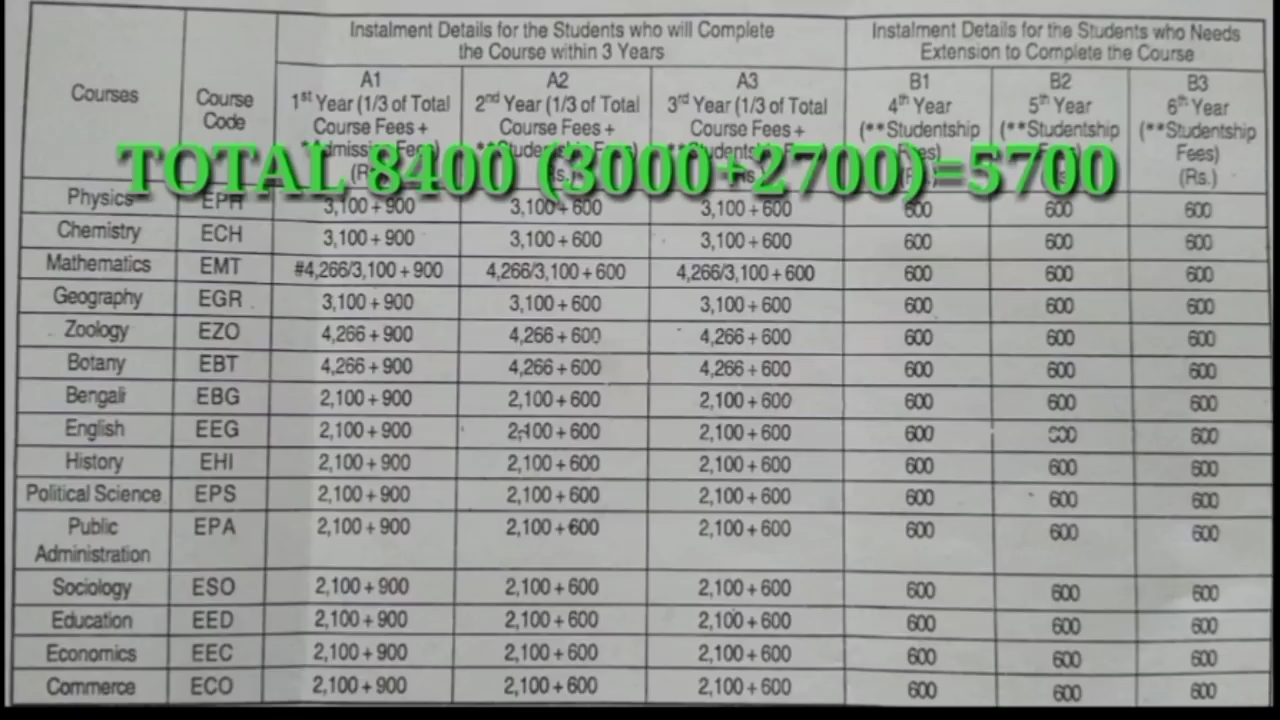 Instalment Details for the Students who will Complete the Course within 3 Years
Instalment Details for the Students who Needs Extension to Complete the Course
Courses
Course Code
A1 1st Year (1/3 of Total Course Fees + *Admission Fees)
A2 2nd Year (1/3 of Total Course Fees +
A3 3rd Year (1/3 of Total Course Fees +
B1 4th Year (**Studentship Fees)
B2 5th Year (**Studentship
B3 6th Year (**Studentship Fees) (Rs.)
TOTAL 8400 (3000+2700)=5700
Physics EPH 3,100 + 900 3,100 + 600 3,100 + 600 600 600 600
Chemistry ECH 3,100 + 900 3,100 + 600 3,100 + 600 600 600 600
Mathematics EMT #4,266/3,100 + 900 4,266/3,100 + 600 4,266/3,100 + 600 600 600 600
Geography EGR 3,100 + 900 3,100 + 600 3,100 + 600 600 600 600
Zoology EZO 4,266 + 900 4,266 + 600 4,266 + 600 600 600 600
Botany EBT 4,266 + 900 4,266 + 600 4,266 + 600 600 600 600
Bengali EBG 2,100 + 900 2,100 + 600 2,100 + 600 600 600 600
English EEG 2,100 + 900 2,100 + 600 2,100 + 600 600 600 600
History EHI 2,100 + 900 2,100 + 600 2,100 + 600 600 600 600
Political Science EPS 2,100 + 900 2,100 + 600 2,100 + 600 600 600 600
Public Administration EPA 2,100 + 900 2,100 + 600 2,100 + 600 600 600 600
Sociology ESO 2,100 + 900 2,100 + 600 2,100 + 600 600 600 600
Education EED 2,100 + 900 2,100 + 600 2,100 + 600 600 600 600
Economics EEC 2,100 + 900 2,100 + 600 2,100 + 600 600 600 600
Commerce ECO 2,100 + 900 2,100 + 600 2,100 + 600 600 600 600